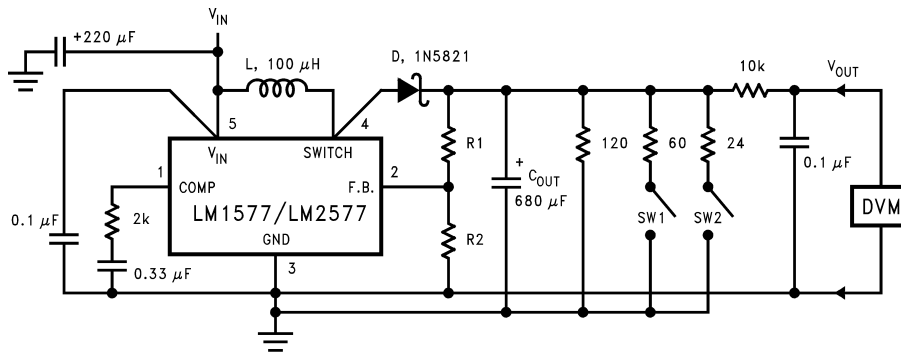 V_IN
+220 μF
L, 100 μH
D, 1N5821
10k
V_OUT
5
4
V_IN
SWITCH
R1
120
60
24
0.1 μF
1
2
COMP
F.B.
+
C_OUT
680 μF
DVM
LM1577/LM2577
0.1 μF
2k
SW1
SW2
GND
R2
3
0.33 μF